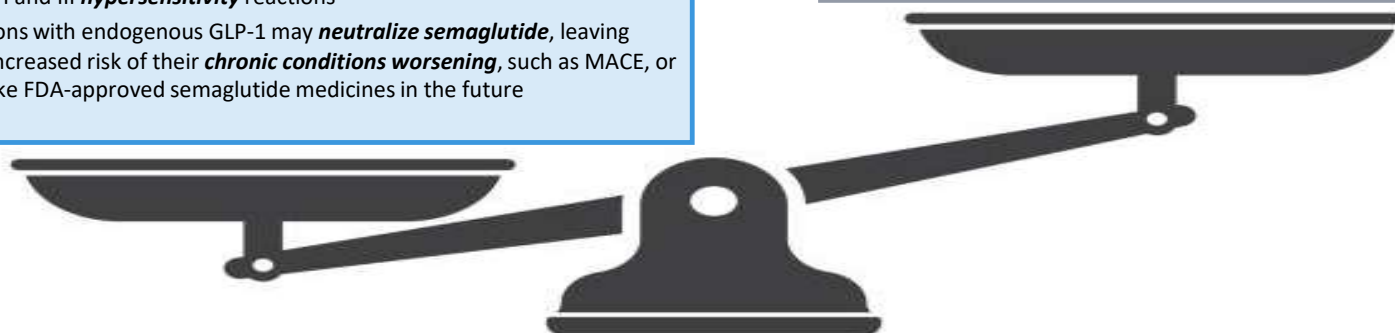 and III hypersensitivity reactions
ons with endogenous GLP-1 may neutralize semaglutide, leaving
ncreased risk of their chronic conditions worsening, such as MACE, or
ke FDA-approved semaglutide medicines in the future